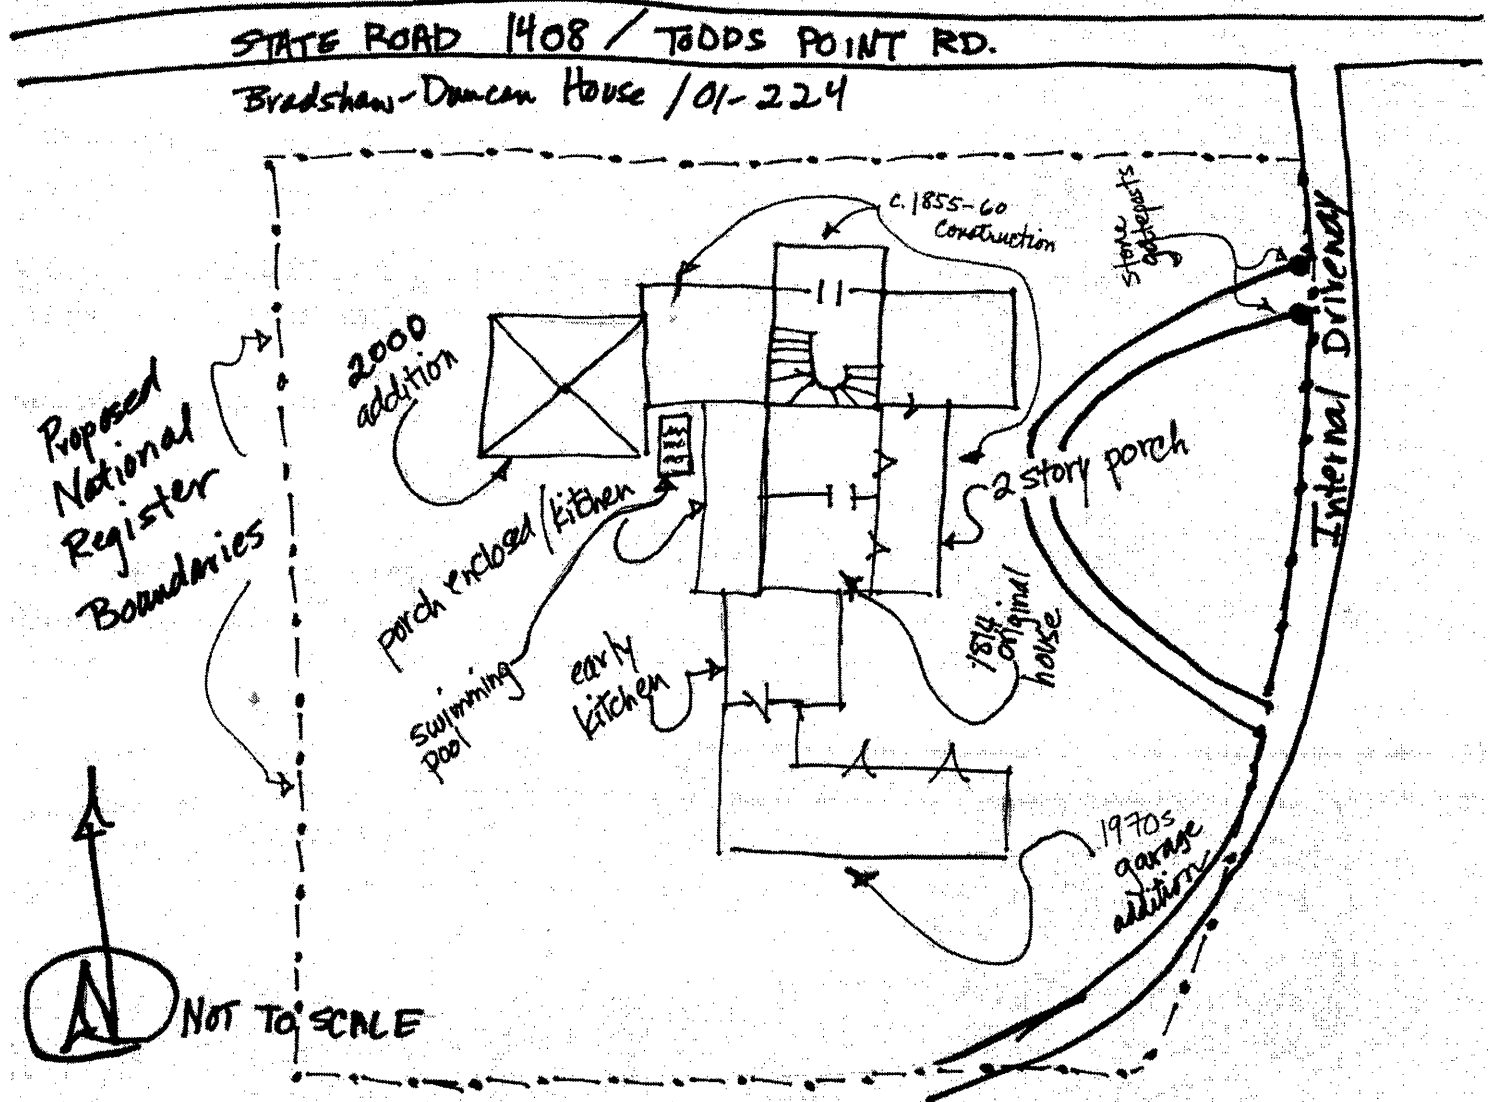 STATE ROAD 1408 / TODDS POINT RD.
Bradshaw-Duncan House / 01-224
c. 1855-60
Construction
stone
gateposts
Internal Driveway
2000
addition
Proposed
National
Register
Boundaries
2 story porch
porch enclosed/kitchen
swimming
pool
early
kitchen
1814
original
house
1970s
garage
addition
N
NOT TO SCALE